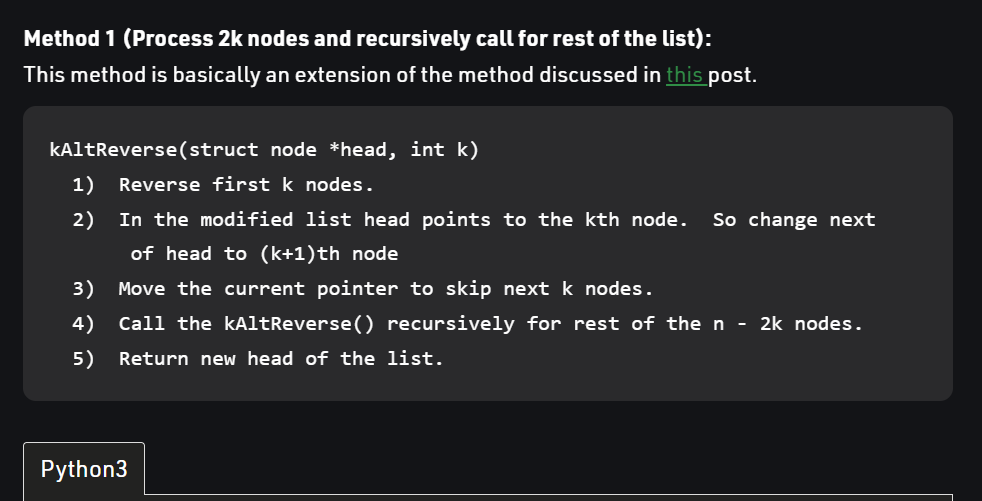 Method 1 (Process 2k nodes and recursively call for rest of the list):
This method is basically an extension of the method discussed in this post.
kAltReverse(struct node *head, int k)
1) Reverse first k nodes.
2) In the modified list head points to the kth node. So change next
of head to (k+1)th node
3) Move the current pointer to skip next k nodes.
4) Call the kAltReverse() recursively for rest of the n - 2k nodes.
5) Return new head of the list.
Python3